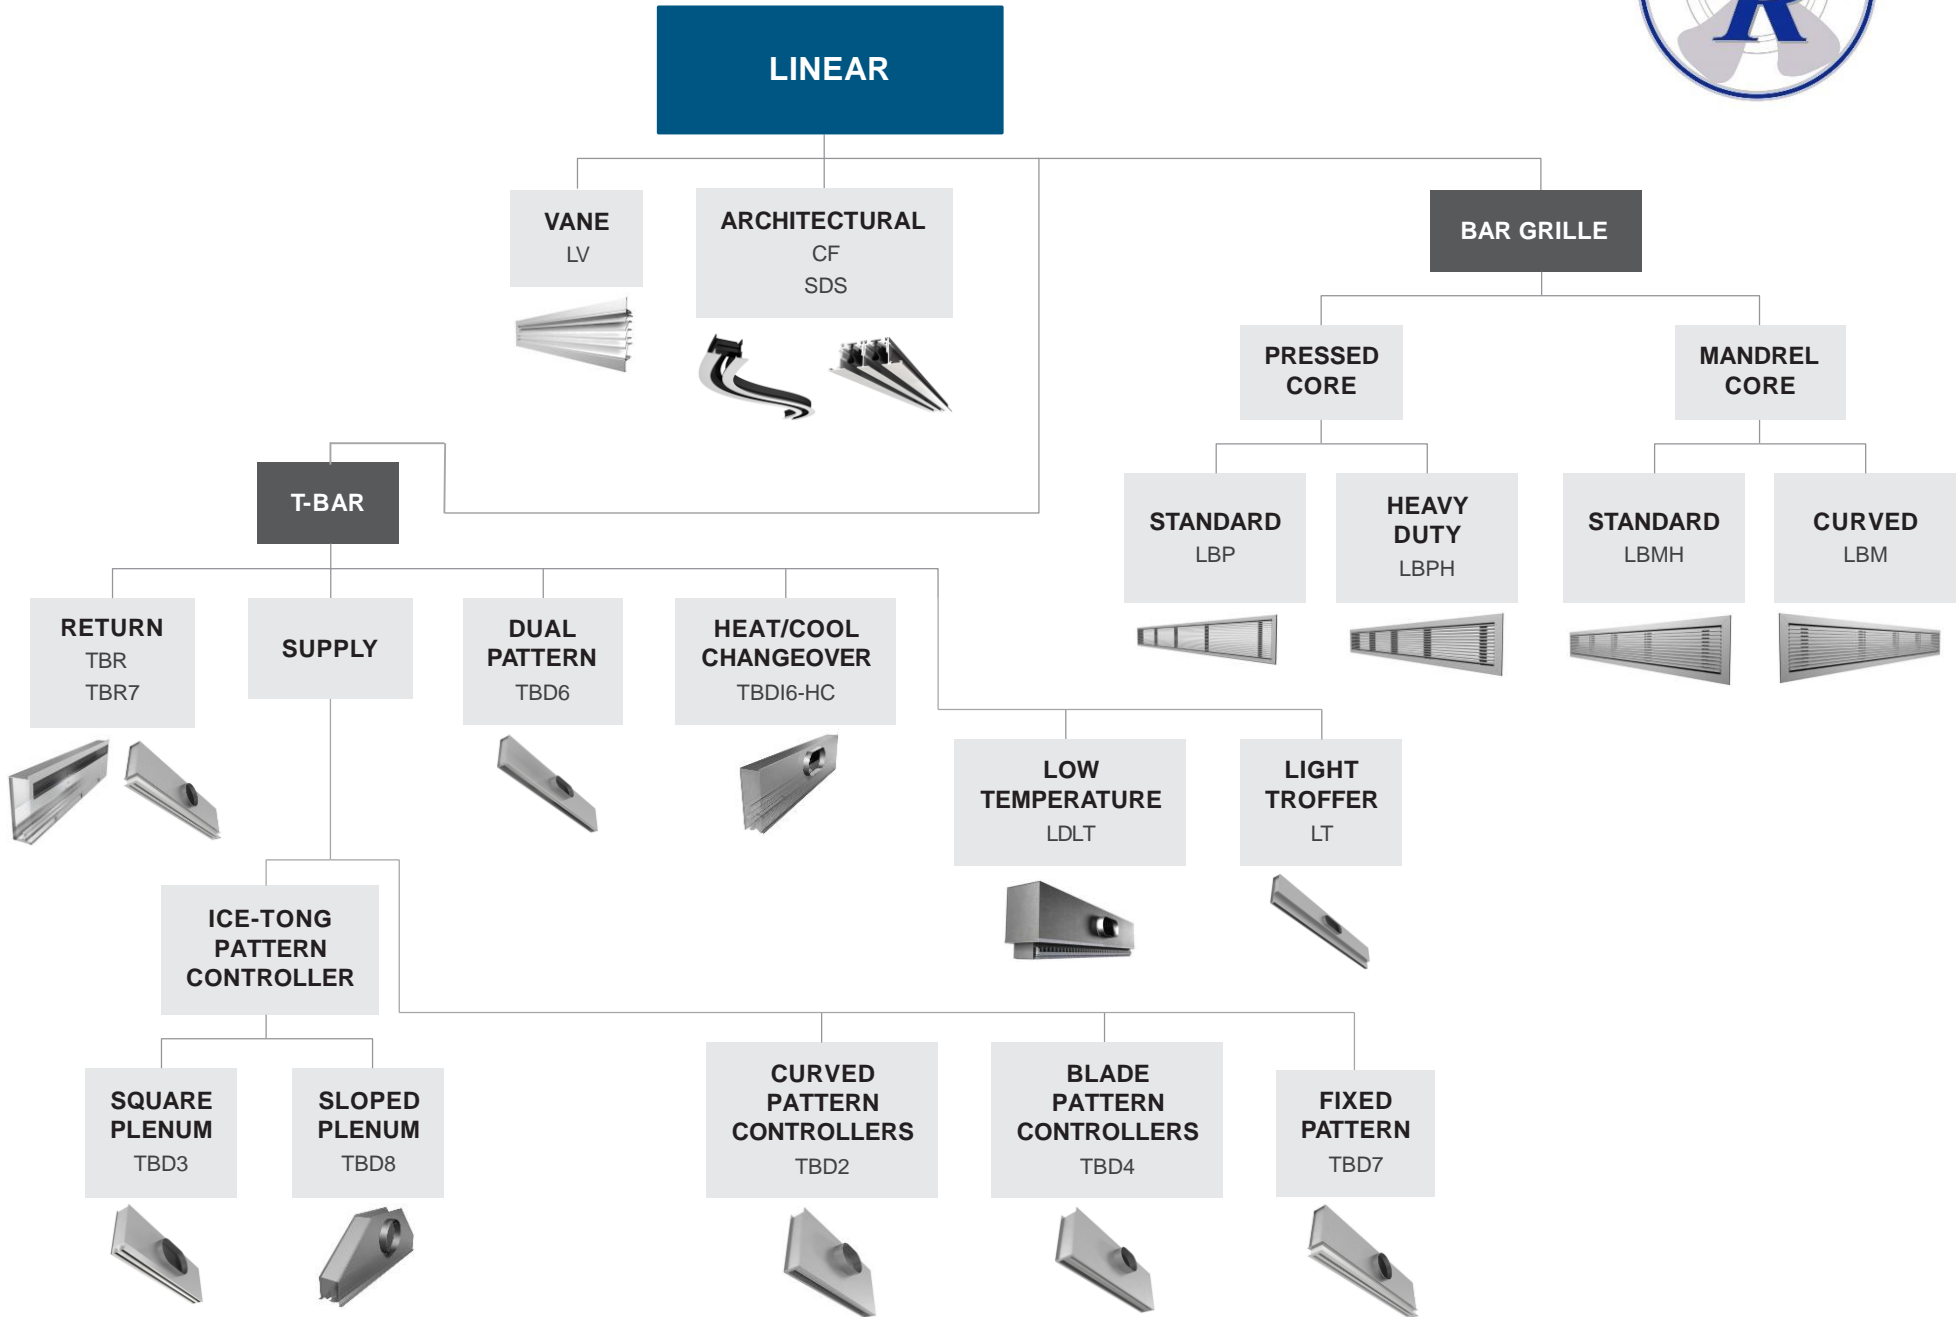 R
LINEAR
VANE
LV
ARCHITECTURAL
CF
SDS
BAR GRILLE
PRESSED
CORE
MANDREL
CORE
STANDARD
LBP
HEAVY
DUTY
LBPH
STANDARD
LBMH
CURVED
LBM
T-BAR
RETURN
TBR
TBR7
SUPPLY
DUAL
PATTERN
TBD6
HEAT/COOL
CHANGEOVER
TBDI6-HC
LOW
TEMPERATURE
LDLT
LIGHT
TROFFER
LT
ICE-TONG
PATTERN
CONTROLLER
SQUARE
PLENUM
TBD3
SLOPED
PLENUM
TBD8
CURVED
PATTERN
CONTROLLERS
TBD2
BLADE
PATTERN
CONTROLLERS
TBD4
FIXED
PATTERN
TBD7